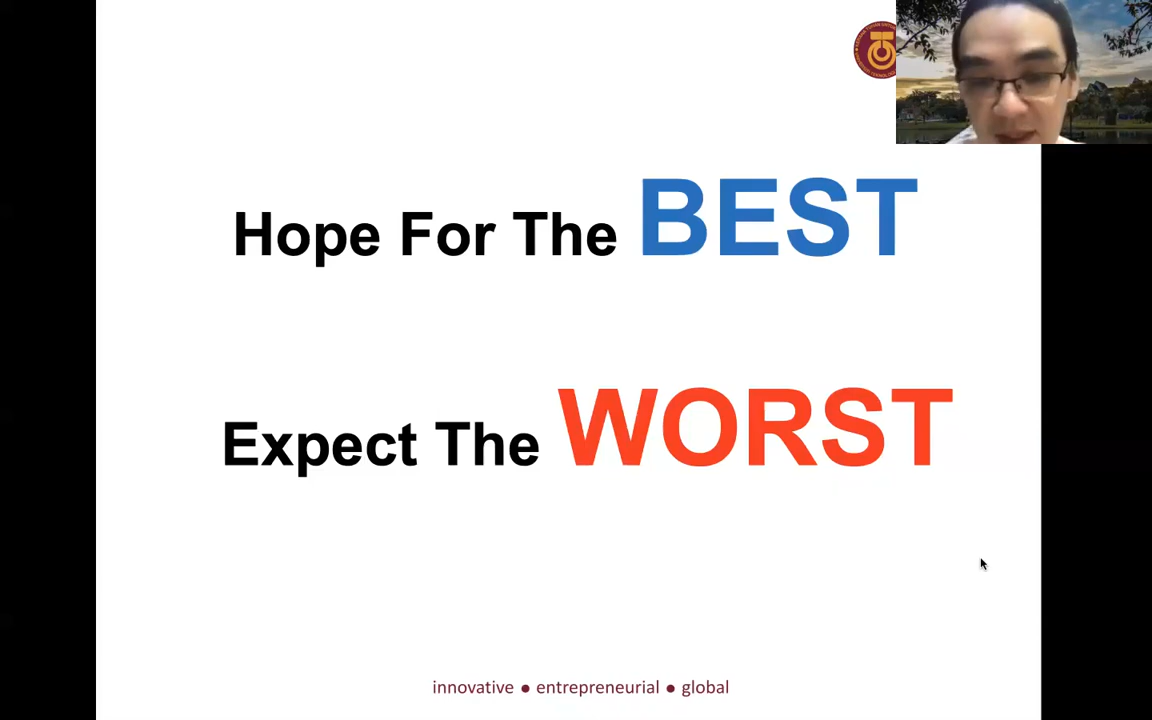 Hope For The BEST
Expect The WORST
innovative ● entrepreneurial ● global